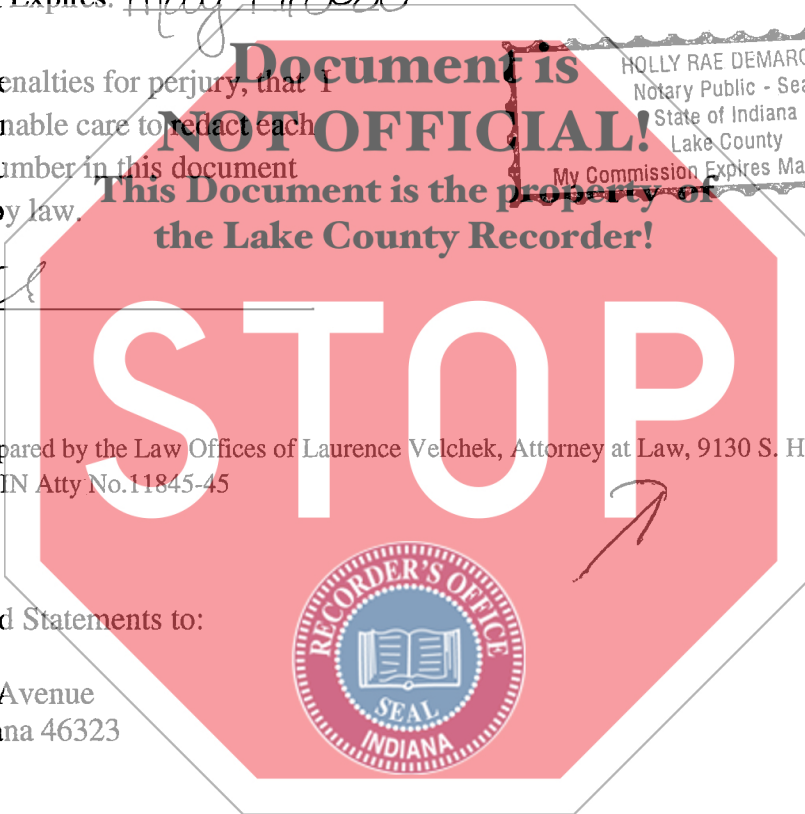 Expires:
Document is
enalties for perjury, that I
HOLLY RAE DEMARC
Notary Public - Sea
NOT OFFICIAL!
nable care to redact each
State of Indiana
Lake County
umber in this document
My Commission Expires Ma
This Document is the property of
y law.
the Lake County Recorder!
STOP
pared by the Law Offices of Laurence Velchek, Attorney at Law, 9130 S. H
IN Atty No.11845-45
RECORDER'S OFFICE
SEAL
INDIANA
d Statements to:
Avenue
na 46323